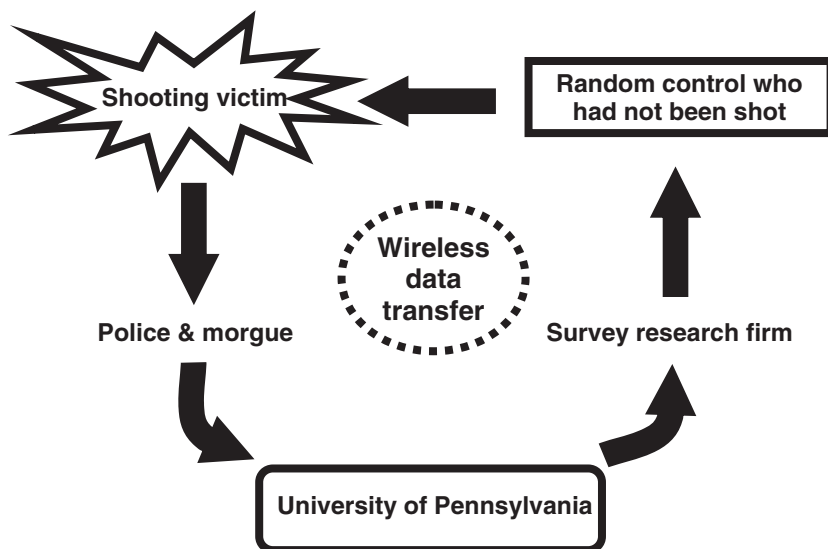 Shooting victim
Random control who
had not been shot
Wireless
data
transfer
Police & morgue
Survey research firm
University of Pennsylvania